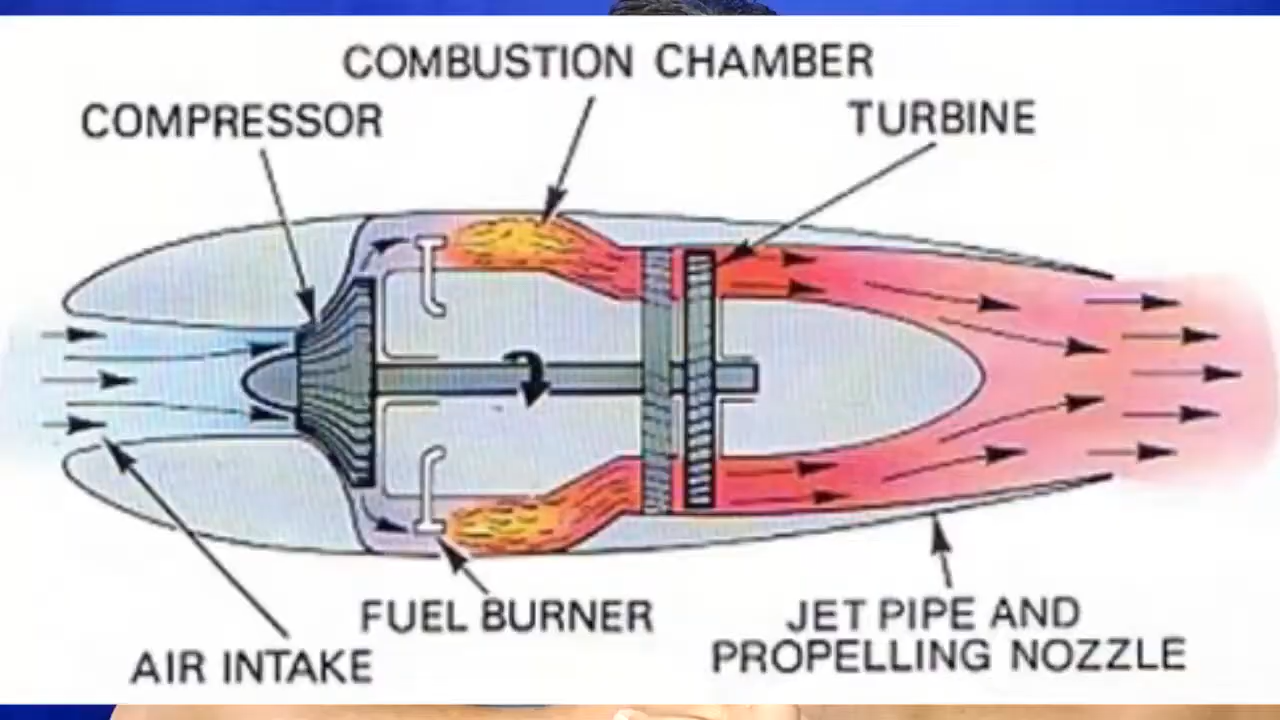 COMBUSTION CHAMBER
COMPRESSOR
TURBINE
FUEL BURNER
JET PIPE AND
PROPELLING NOZZLE
AIR INTAKE